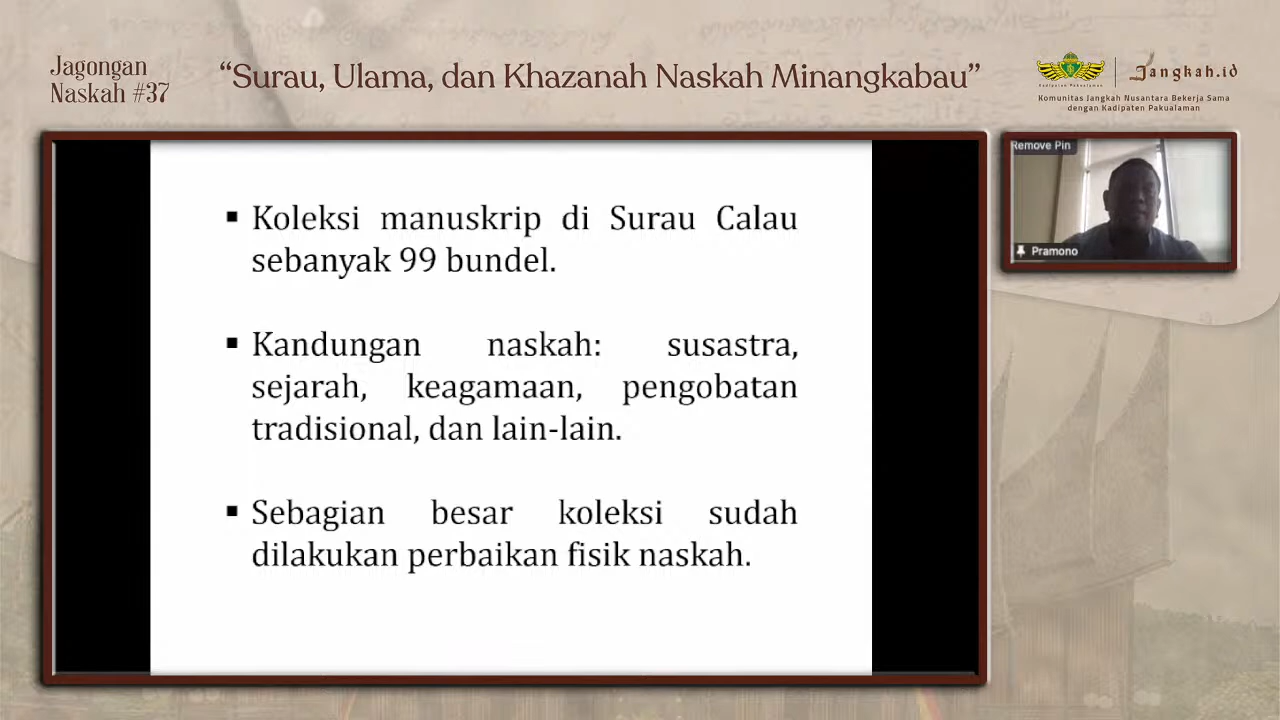 Jagongan
Naskah #37
“Surau, Ulama, dan Khazanah Naskah Minangkabau”
Kadipaten Pakualaman
Jangkah.id
Komunitas Jangkah Nusantara Bekerja Sama
dengan Kadipaten Pakualaman
▪ Koleksi manuskrip di Surau Calau
sebanyak 99 bundel.
▪ Kandungan naskah: susastra,
sejarah, keagamaan, pengobatan
tradisional, dan lain-lain.
▪ Sebagian besar koleksi sudah
dilakukan perbaikan fisik naskah.
Remove Pin
Pramono